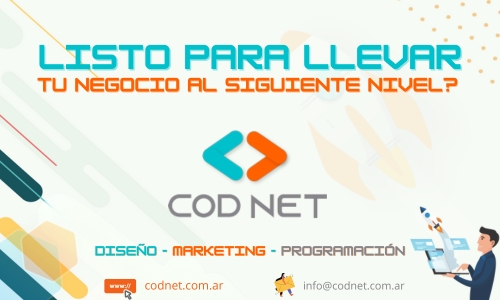 LISTO PARA LLEVAR
TU NEGOCIO AL SIGUIENTE NIVEL?
COD NET
DISEÑO - MARKETING - PROGRAMACIÓN
www://
codnet.com.ar
info@codnet.com.ar